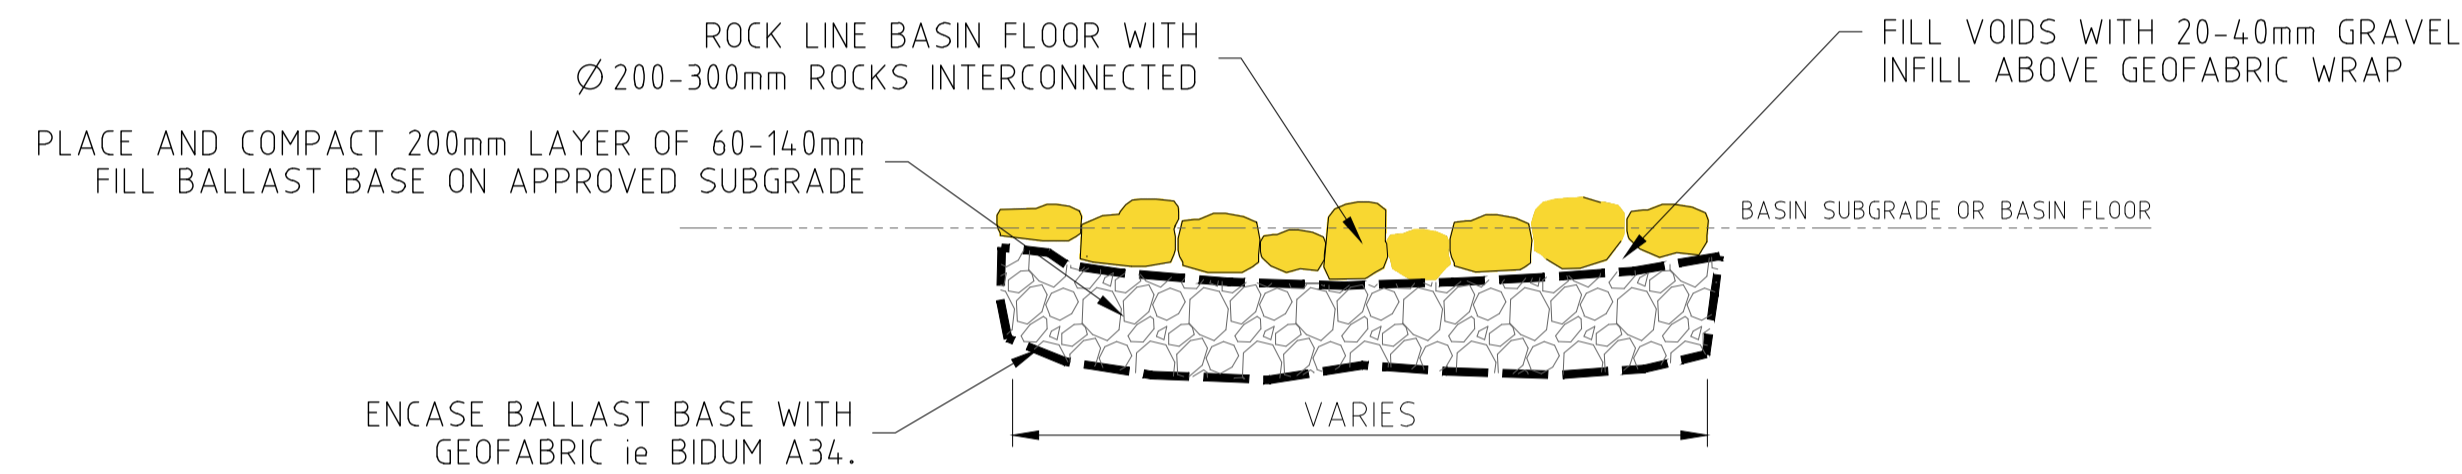 ROCK LINE BASIN FLOOR WITH
Ø200-300mm ROCKS INTERCONNECTED
FILL VOIDS WITH 20-40mm GRAVEL
INFILL ABOVE GEOFABRIC WRAP
PLACE AND COMPACT 200mm LAYER OF 60-140mm
FILL BALLAST BASE ON APPROVED SUBGRADE
BASIN SUBGRADE OR BASIN FLOOR
ENCASE BALLAST BASE WITH
GEOFABRIC ie BIDUM A34.
VARIES